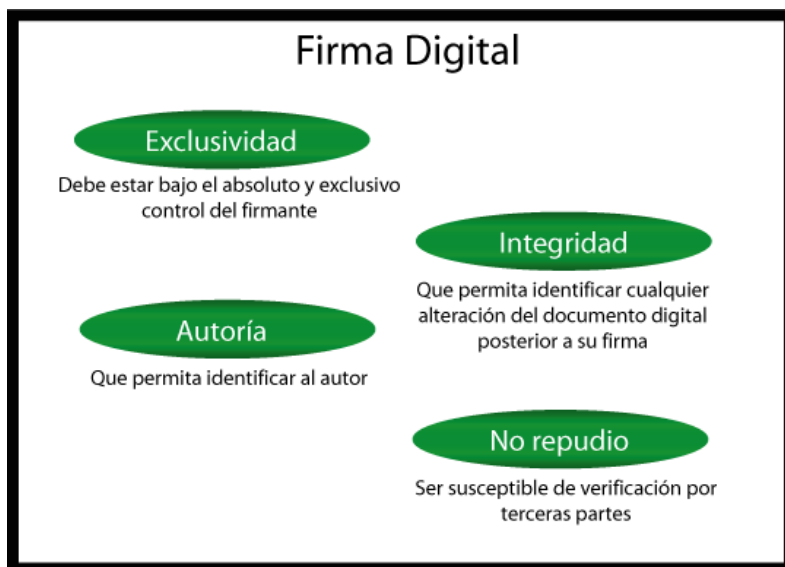 Firma Digital
Exclusividad
Debe estar bajo el absoluto y exclusivo
control del firmante
Integridad
Que permita identificar cualquier
alteración del documento digital
posterior a su firma
Autoría
Que permita identificar al autor
No repudio
Ser susceptible de verificación por
terceras partes